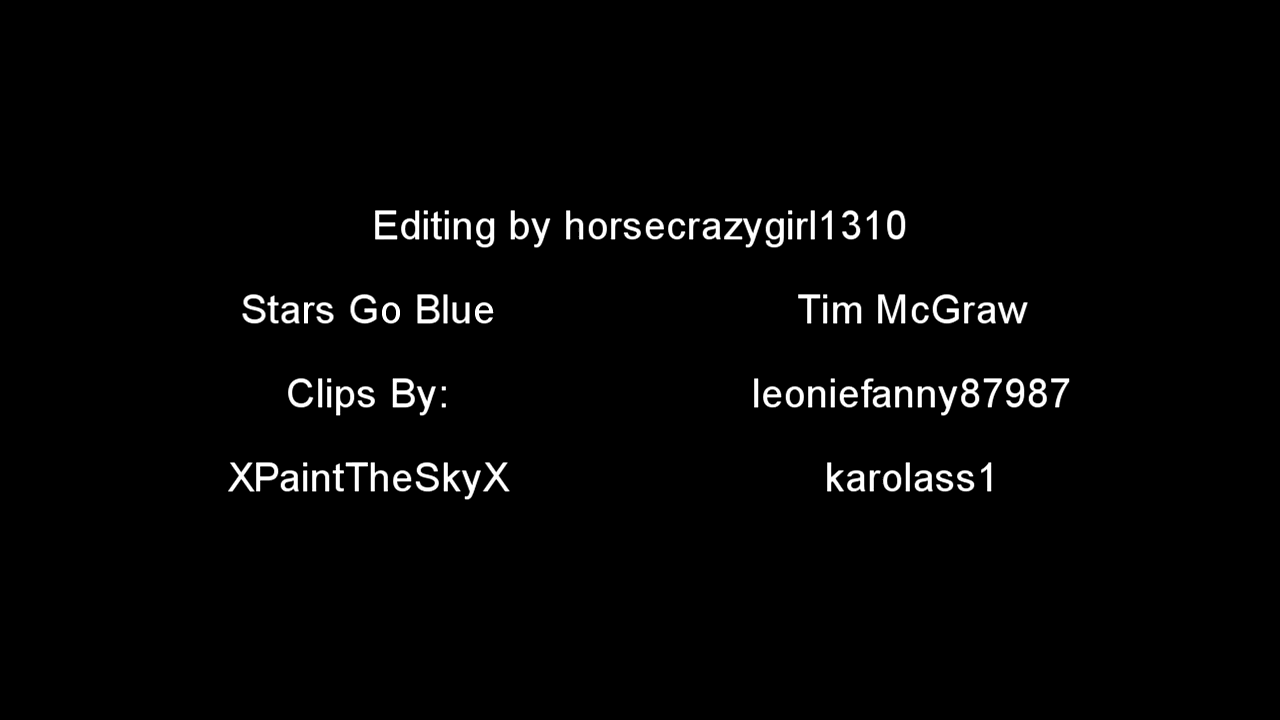 Editing by horsecrazygirl1310
Stars Go Blue Tim McGraw
Clips By: leoniefanny87987
XPaintTheSkyX karolass1